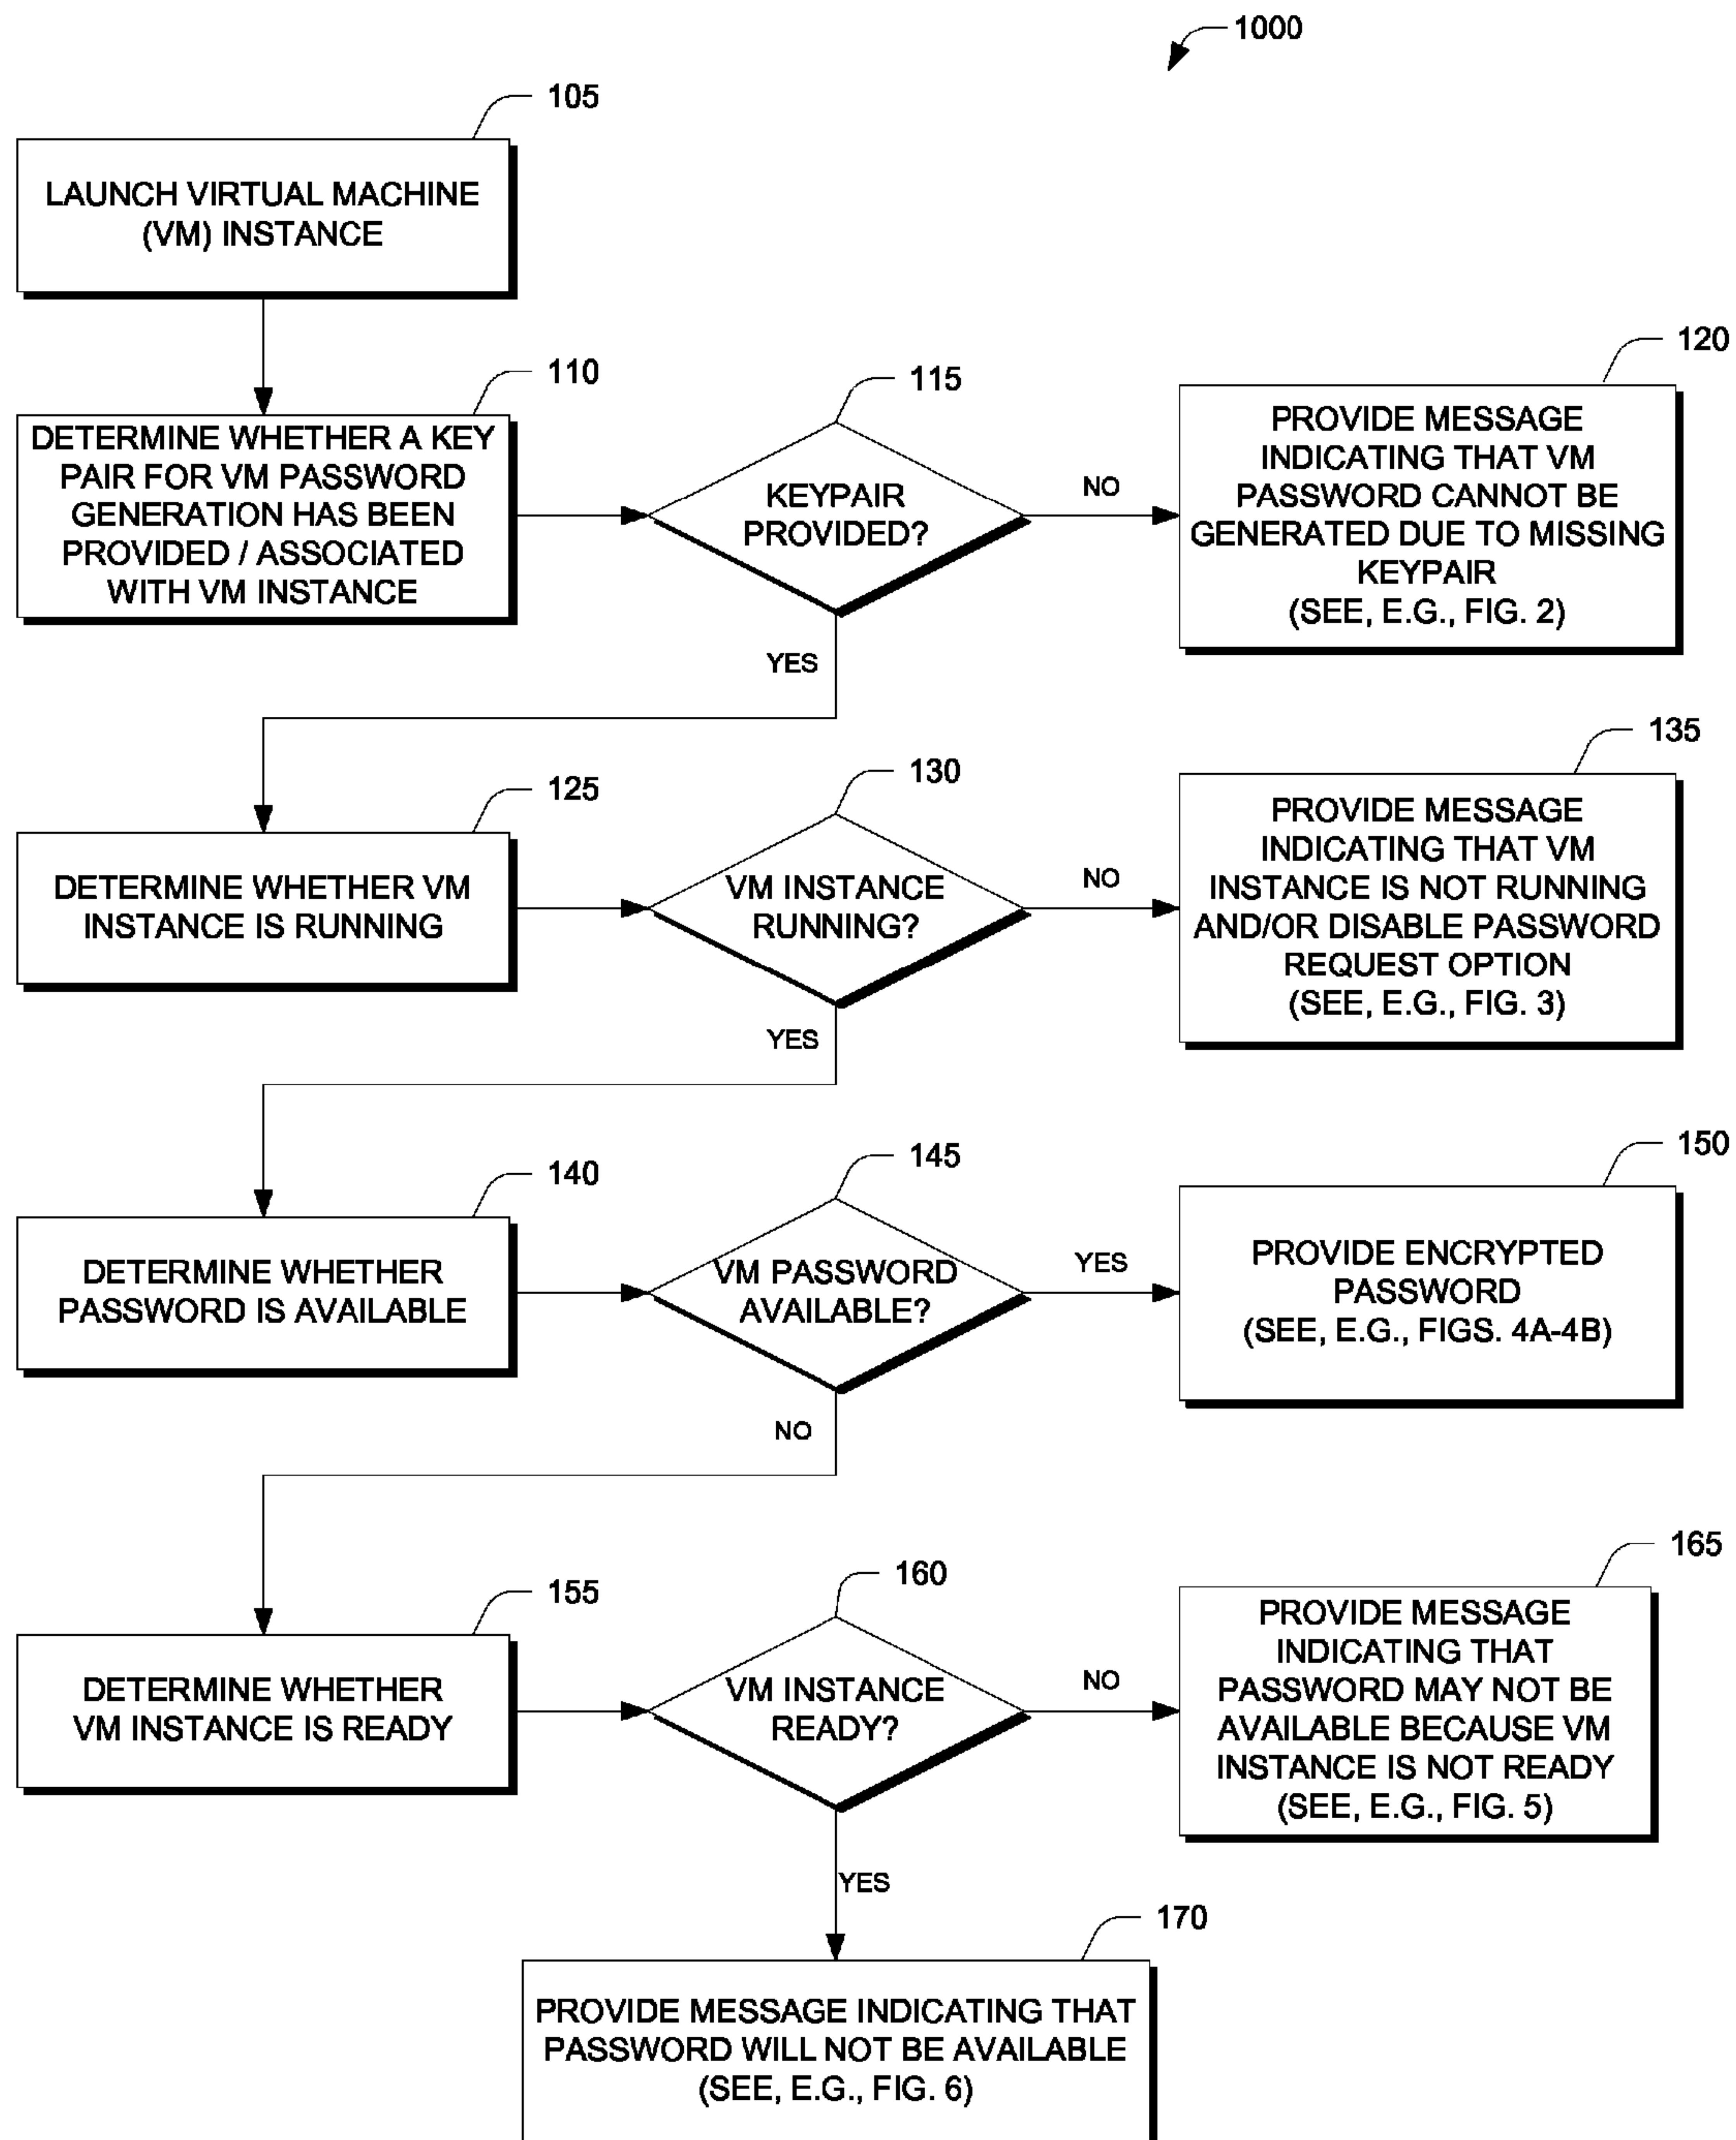 1000
105
LAUNCH VIRTUAL MACHINE
(VM) INSTANCE
110
DETERMINE WHETHER A KEY
PAIR FOR VM PASSWORD
GENERATION HAS BEEN
PROVIDED / ASSOCIATED
WITH VM INSTANCE
115
KEYPAIR
PROVIDED?
NO
YES
120
PROVIDE MESSAGE
INDICATING THAT VM
PASSWORD CANNOT BE
GENERATED DUE TO MISSING
KEYPAIR
(SEE, E.G., FIG. 2)
125
DETERMINE WHETHER VM
INSTANCE IS RUNNING
130
VM INSTANCE
RUNNING?
NO
YES
135
PROVIDE MESSAGE
INDICATING THAT VM
INSTANCE IS NOT RUNNING
AND/OR DISABLE PASSWORD
REQUEST OPTION
(SEE, E.G., FIG. 3)
140
DETERMINE WHETHER
PASSWORD IS AVAILABLE
145
VM PASSWORD
AVAILABLE?
YES
NO
150
PROVIDE ENCRYPTED
PASSWORD
(SEE, E.G., FIGS. 4A-4B)
155
DETERMINE WHETHER
VM INSTANCE IS READY
160
VM INSTANCE
READY?
NO
YES
165
PROVIDE MESSAGE
INDICATING THAT
PASSWORD MAY NOT BE
AVAILABLE BECAUSE VM
INSTANCE IS NOT READY
(SEE, E.G., FIG. 5)
170
PROVIDE MESSAGE INDICATING THAT
PASSWORD WILL NOT BE AVAILABLE
(SEE, E.G., FIG. 6)